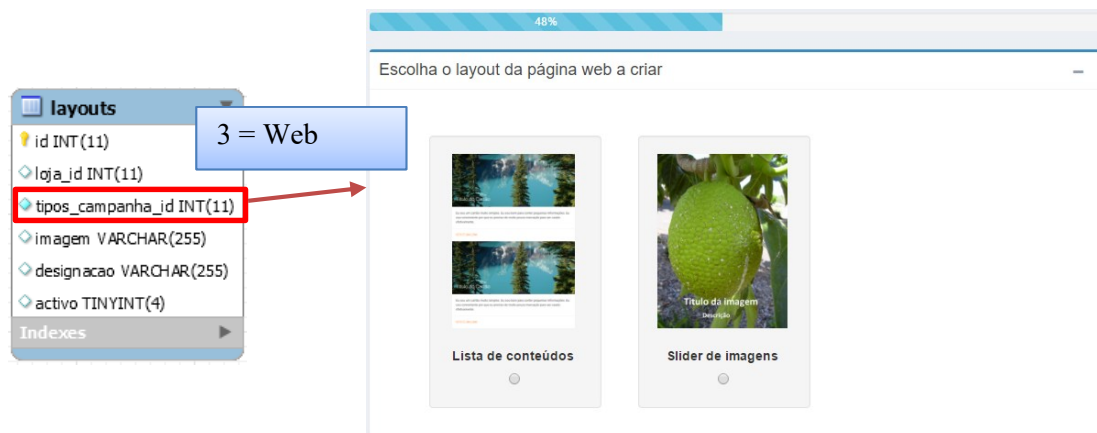 48%
Escolha o layout da página web a criar
layouts
id INT(11)
loja_id INT(11)
tipos_campanha_id INT(11)
imagem VARCHAR(255)
designacao VARCHAR(255)
activo TINYINT(4)
Indexes
3 = Web
Lista de conteúdos
Título da imagem
Descrição
Slider de imagens